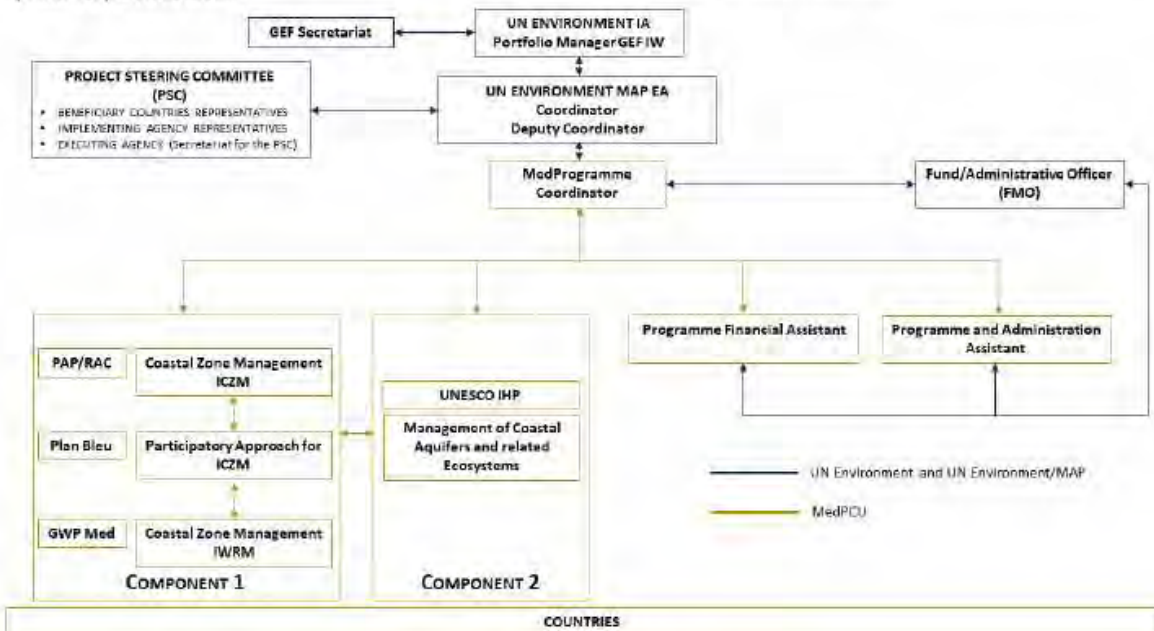 GEF Secretariat
UN ENVIRONMENT IA
Portfolio Manager GEF IW
PROJECT STEERING COMMITTEE
(PSC)
• BENEFICIARY COUNTRIES REPRESENTATIVES
• IMPLEMENTING AGENCY REPRESENTATIVES
• EXECUTING AGENCY (Secretariat for the PSC)
UN ENVIRONMENT MAP EA
Coordinator
Deputy Coordinator
MedProgramme
Coordinator
Fund/Administrative Officer
(FMO)
Programme Financial Assistant
Programme and Administration
Assistant
PAP/RAC
Coastal Zone Management
ICZM
Plan Bleu
Participatory Approach for
ICZM
GWP Med
Coastal Zone Management
IWRM
COMPONENT 1
UNESCO IHP
Management of Coastal
Aquifers and related
Ecosystems
COMPONENT 2
UN Environment and UN Environment/MAP
MedPCU
COUNTRIES